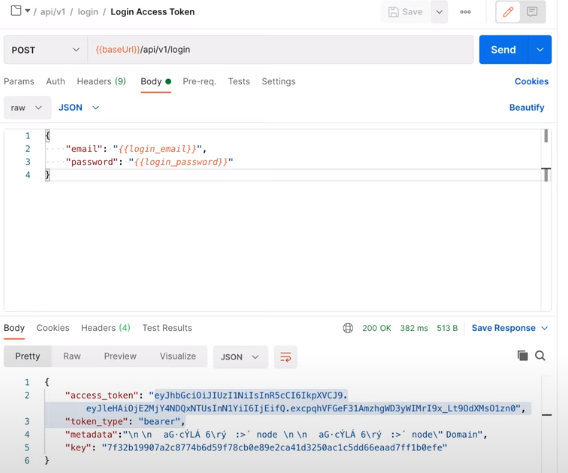 / api/v1 / login / Login Access Token
Save
POST
{{baseUrl}}/api/v1/login
Send
Params Auth Headers (9) Body Pre-req. Tests Settings
Cookies
raw
JSON
Beautify
1 {
2 "email": "{{login_email}}",
3 "password": "{{login_password}}"
4 }
Body Cookies Headers (4) Test Results
200 OK 382 ms 513 B Save Response
Pretty Raw Preview Visualize JSON
1 {
2 "access_token": "eyJhbGciOiJIUzI1NiIsInR5cCI6IkpXVCJ9.
eyJleHAiOjE2MjY4NDQxNTUsInN1YiI6IjEifQ.excpqhVFGeF31AmzhgWD3yWIMrI9x_Lt9OdXMsO1zn0",
3 "token_type": "bearer",
4 "metadata":"\n \n aG·cÝLÁ 6\rý :>´ node \n \n aG·cÝLÁ 6\rý :>´ node\" Domain",
5 "key": "7f32b19907a2c8774b6d59f78cb0e89e2ca41d3250ac1c5dd66eaad7ff1b0efe"
6 }